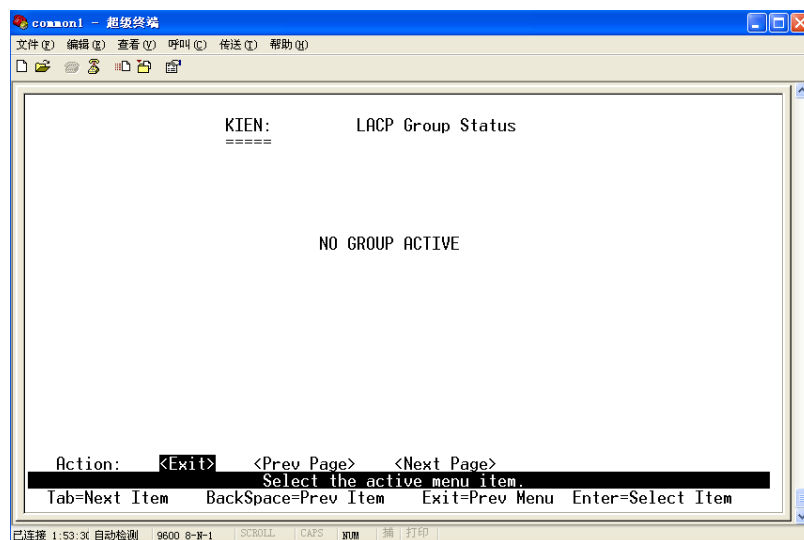 common1 - 超级终端
文件(F) 编辑(E) 查看(V) 呼叫(C) 传送(T) 帮助(H)
KIEN: LACP Group Status
=====
NO GROUP ACTIVE
Action: <Exit> <Prev Page> <Next Page>
Select the active menu item.
Tab=Next Item BackSpace=Prev Item Exit=Prev Menu Enter=Select Item
已连接 1:53:3( 自动检测 9600 8-N-1 SCROLL CAPS NUM 捕 打印